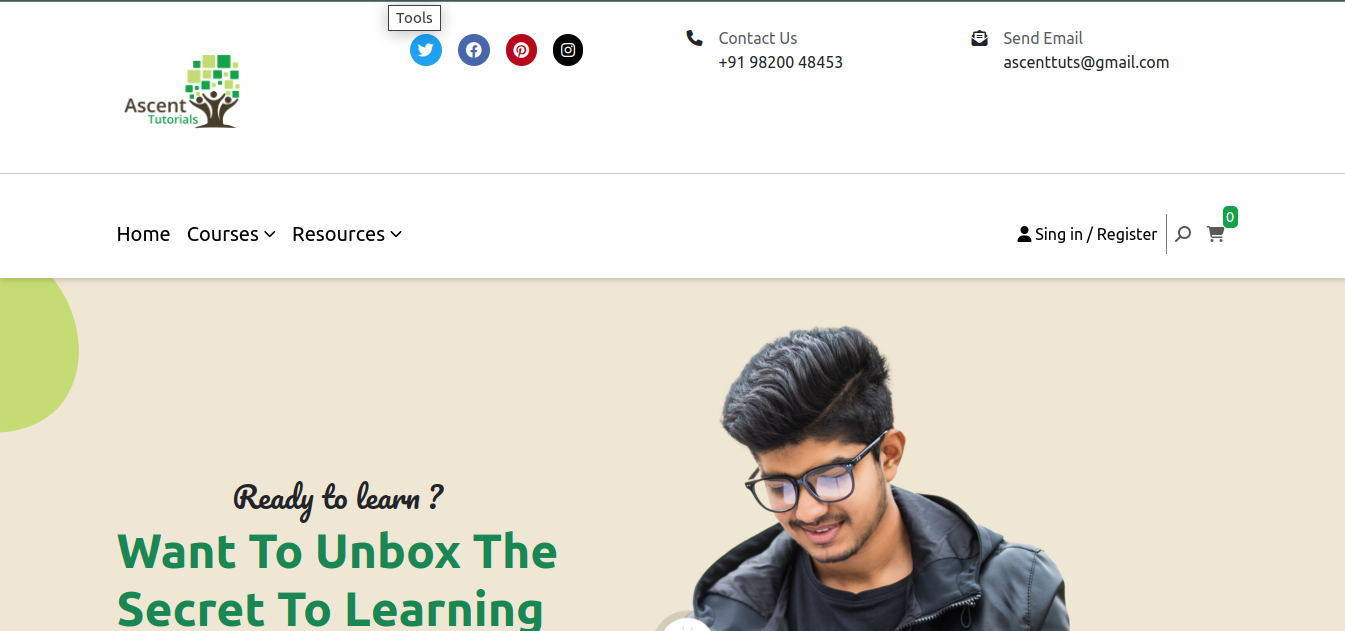 Tools
Contact Us
+91 98200 48453
Send Email
ascenttuts@gmail.com
Ascent
Tutorials
Home Courses Resources
Sing in / Register
0
Ready to learn ?
Want To Unbox The
Secret To Learning